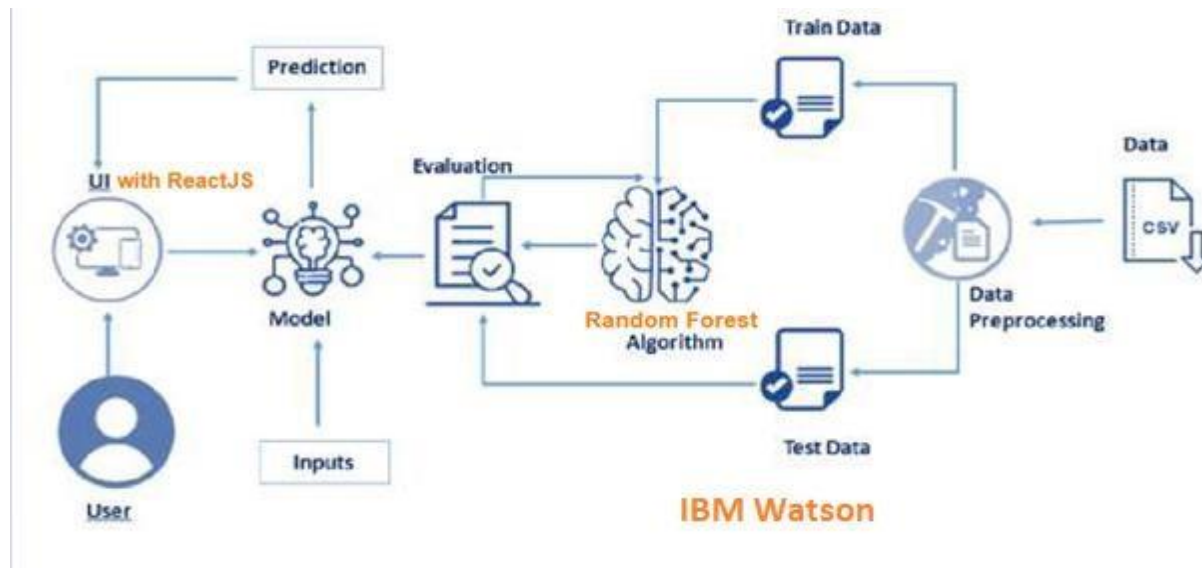 Train Data
Prediction
Data
Evaluation
UI with ReactJS
CSV
Model
Random Forest
Algorithm
Data
Preprocessing
Test Data
Inputs
User
IBM Watson